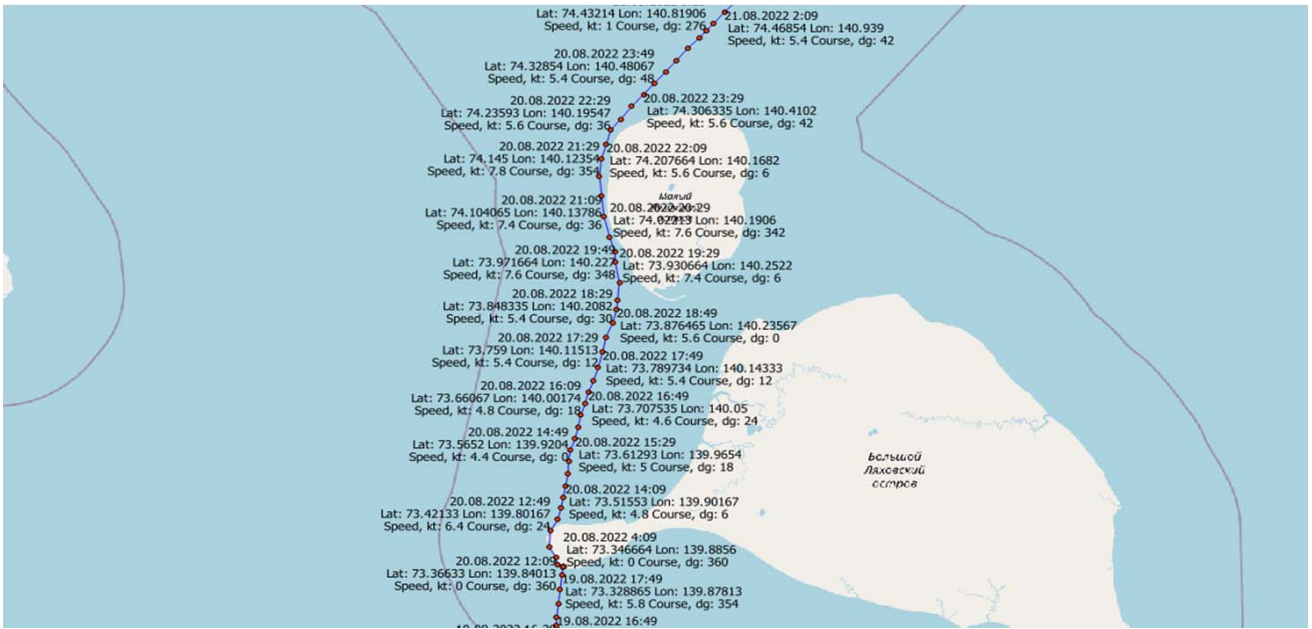 Lat: 74.43214 Lon: 140.81906
Speed, kt: 1 Course, dg: 276
21.08.2022 2:09
Lat: 74.46854 Lon: 140.939
Speed, kt: 5.4 Course, dg: 42
20.08.2022 23:49
Lat: 74.32854 Lon: 140.48067
Speed, kt: 5.4 Course, dg: 48
20.08.2022 22:29
Lat: 74.23593 Lon: 140.19547
Speed, kt: 5.6 Course, dg: 36
20.08.2022 23:29
Lat: 74.306335 Lon: 140.4102
Speed, kt: 5.6 Course, dg: 42
20.08.2022 21:29
Lat: 74.145 Lon: 140.12354
Speed, kt: 7.8 Course, dg: 354
20.08.2022 22:09
Lat: 74.207664 Lon: 140.1682
Speed, kt: 5.6 Course, dg: 6
Малый
20.08.2022 21:09
Lat: 74.104065 Lon: 140.13786
Speed, kt: 7.4 Course, dg: 36
20.08.2022 20:29
Lat: 74.02213 Lon: 140.1906
Speed, kt: 7.6 Course, dg: 342
20.08.2022 19:49
Lat: 73.971664 Lon: 140.227
Speed, kt: 7.6 Course, dg: 348
20.08.2022 19:29
Lat: 73.930664 Lon: 140.2522
Speed, kt: 7.4 Course, dg: 6
20.08.2022 18:29
Lat: 73.848335 Lon: 140.2082
Speed, kt: 5.4 Course, dg: 30
20.08.2022 18:49
Lat: 73.876465 Lon: 140.23567
Speed, kt: 5.6 Course, dg: 0
20.08.2022 17:29
Lat: 73.759 Lon: 140.11513
Speed, kt: 5.4 Course, dg: 12
20.08.2022 17:49
Lat: 73.789734 Lon: 140.14333
Speed, kt: 5.4 Course, dg: 12
20.08.2022 16:09
Lat: 73.66067 Lon: 140.00174
Speed, kt: 4.8 Course, dg: 18
20.08.2022 16:49
Lat: 73.707535 Lon: 140.05
Speed, kt: 4.6 Course, dg: 24
20.08.2022 14:49
Lat: 73.5652 Lon: 139.9204
Speed, kt: 4.4 Course, dg: 0
20.08.2022 15:29
Lat: 73.61293 Lon: 139.9654
Speed, kt: 5 Course, dg: 18
Большой
Ляховский
остров
20.08.2022 12:49
Lat: 73.42133 Lon: 139.80167
Speed, kt: 6.4 Course, dg: 24
20.08.2022 14:09
Lat: 73.51553 Lon: 139.90167
Speed, kt: 4.8 Course, dg: 6
20.08.2022 4:09
Lat: 73.346664 Lon: 139.8856
Speed, kt: 0 Course, dg: 360
20.08.2022 12:09
Lat: 73.36633 Lon: 139.84013
Speed, kt: 0 Course, dg: 360
19.08.2022 17:49
Lat: 73.328865 Lon: 139.87813
Speed, kt: 5.8 Course, dg: 354
19.08.2022 16:49